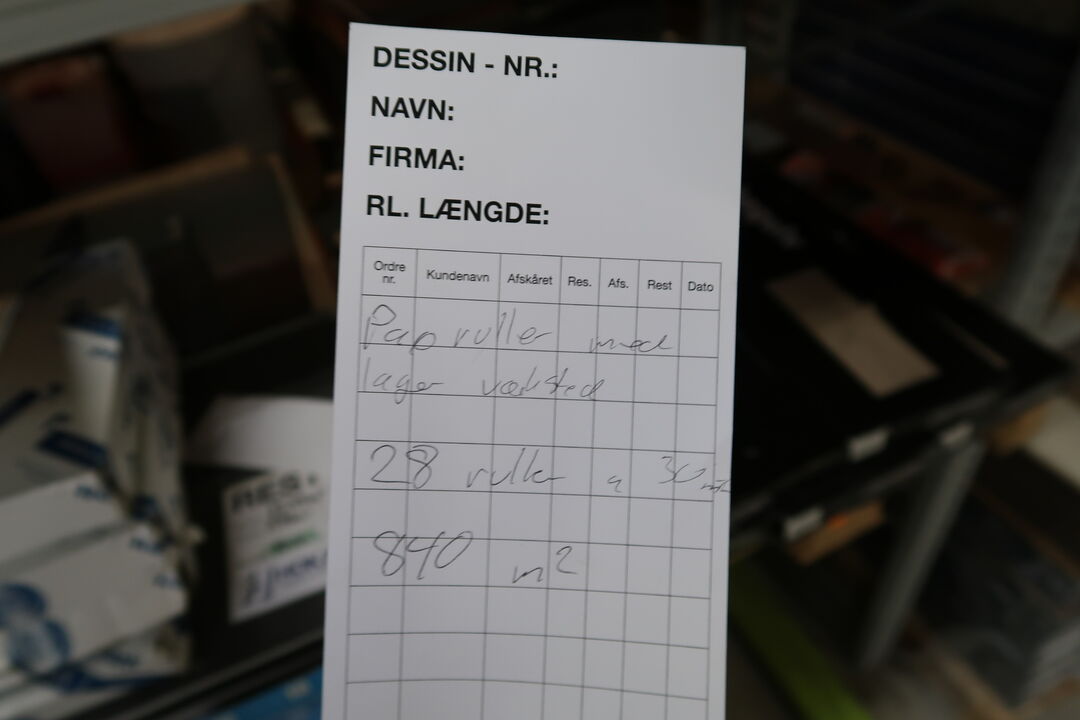 DESSIN - NR.:
NAVN:
FIRMA:
RL. LÆNGDE:
Ordre nr. Kundenavn Afskåret Res. Afs. Rest Dato
Pap ruller med
lager værksted
28 ruller a 30
840 m²
RES.